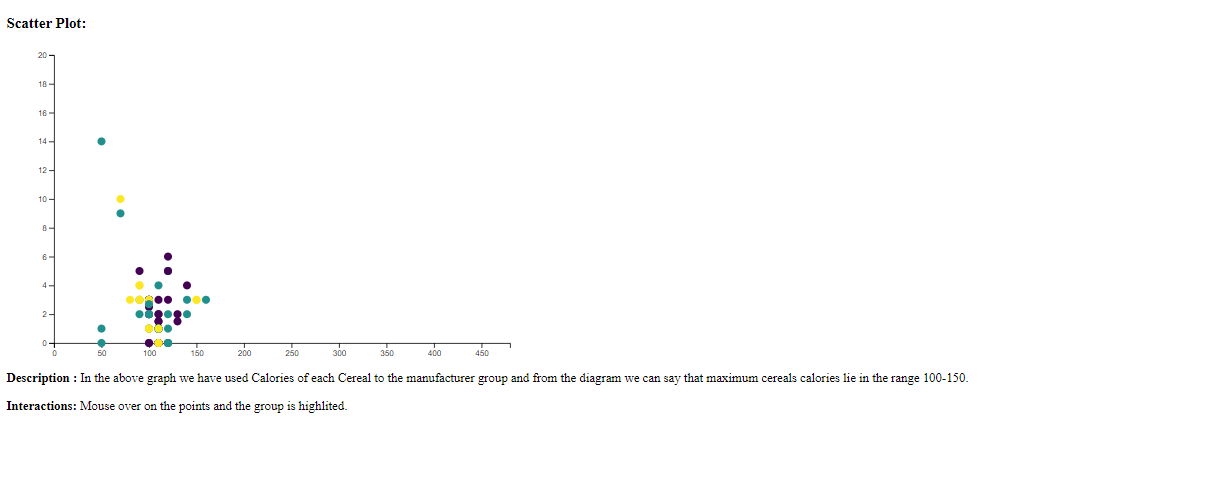 Scatter Plot:
20
18
16
14
12
10
8
6
4
2
0
0 50 100 150 200 250 300 350 400 450
Description : In the above graph we have used Calories of each Cereal to the manufacturer group and from the diagram we can say that maximum cereals calories lie in the range 100-150.
Interactions: Mouse over on the points and the group is highlited.